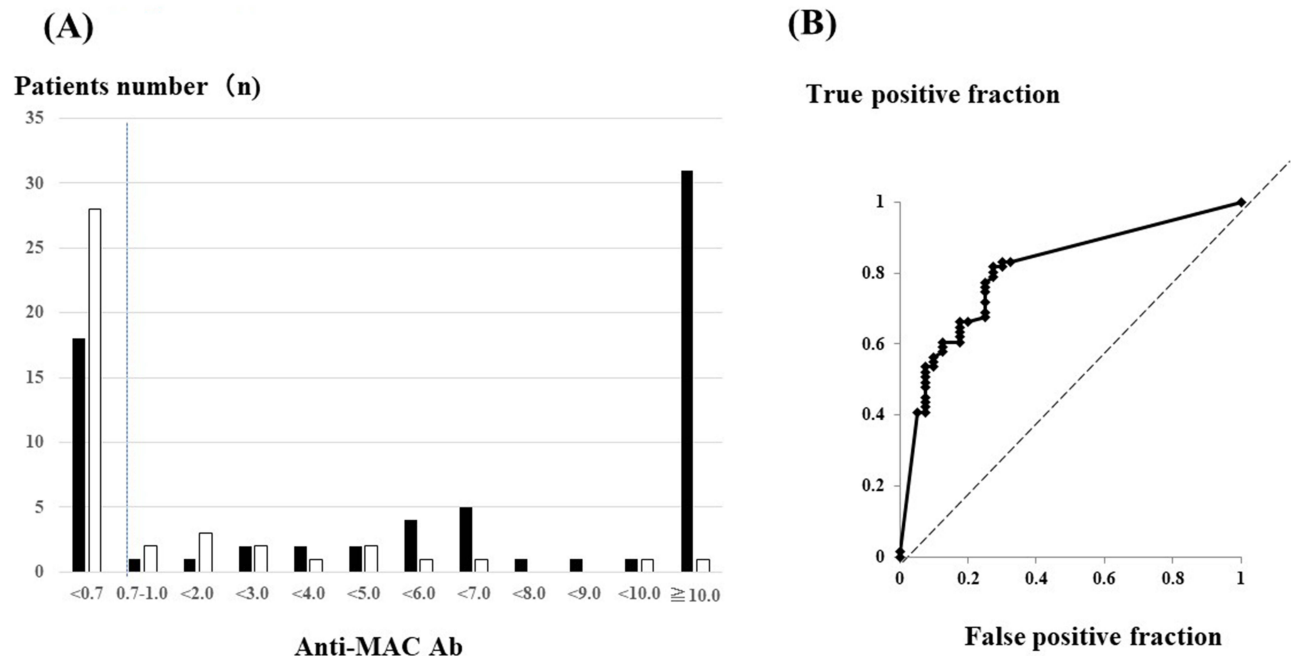 (A)
Patients number（n)
35
30
25
20
15
10
5
0
<0.7 0.7-1.0 <2.0 <3.0 <4.0 <5.0 <6.0 <7.0 <8.0 <9.0 <10.0 ≧10.0
Anti-MAC Ab
(B)
True positive fraction
1
0.8
0.6
0.4
0.2
0
0 0.2 0.4 0.6 0.8 1
False positive fraction